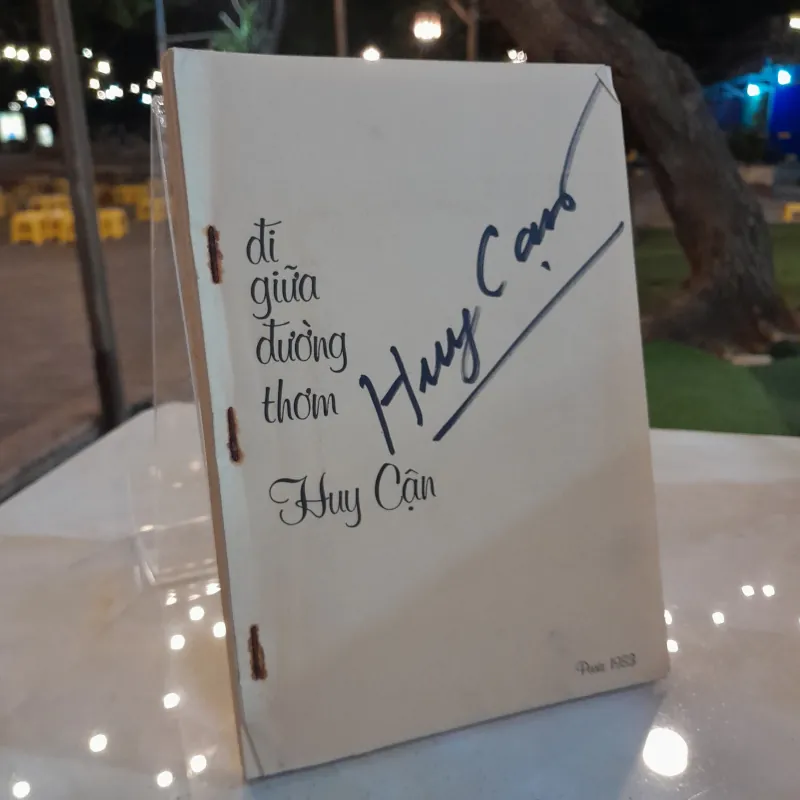 đi
giữa
đường
thơm
Huy Cận
Huy Cận
Paris 1983